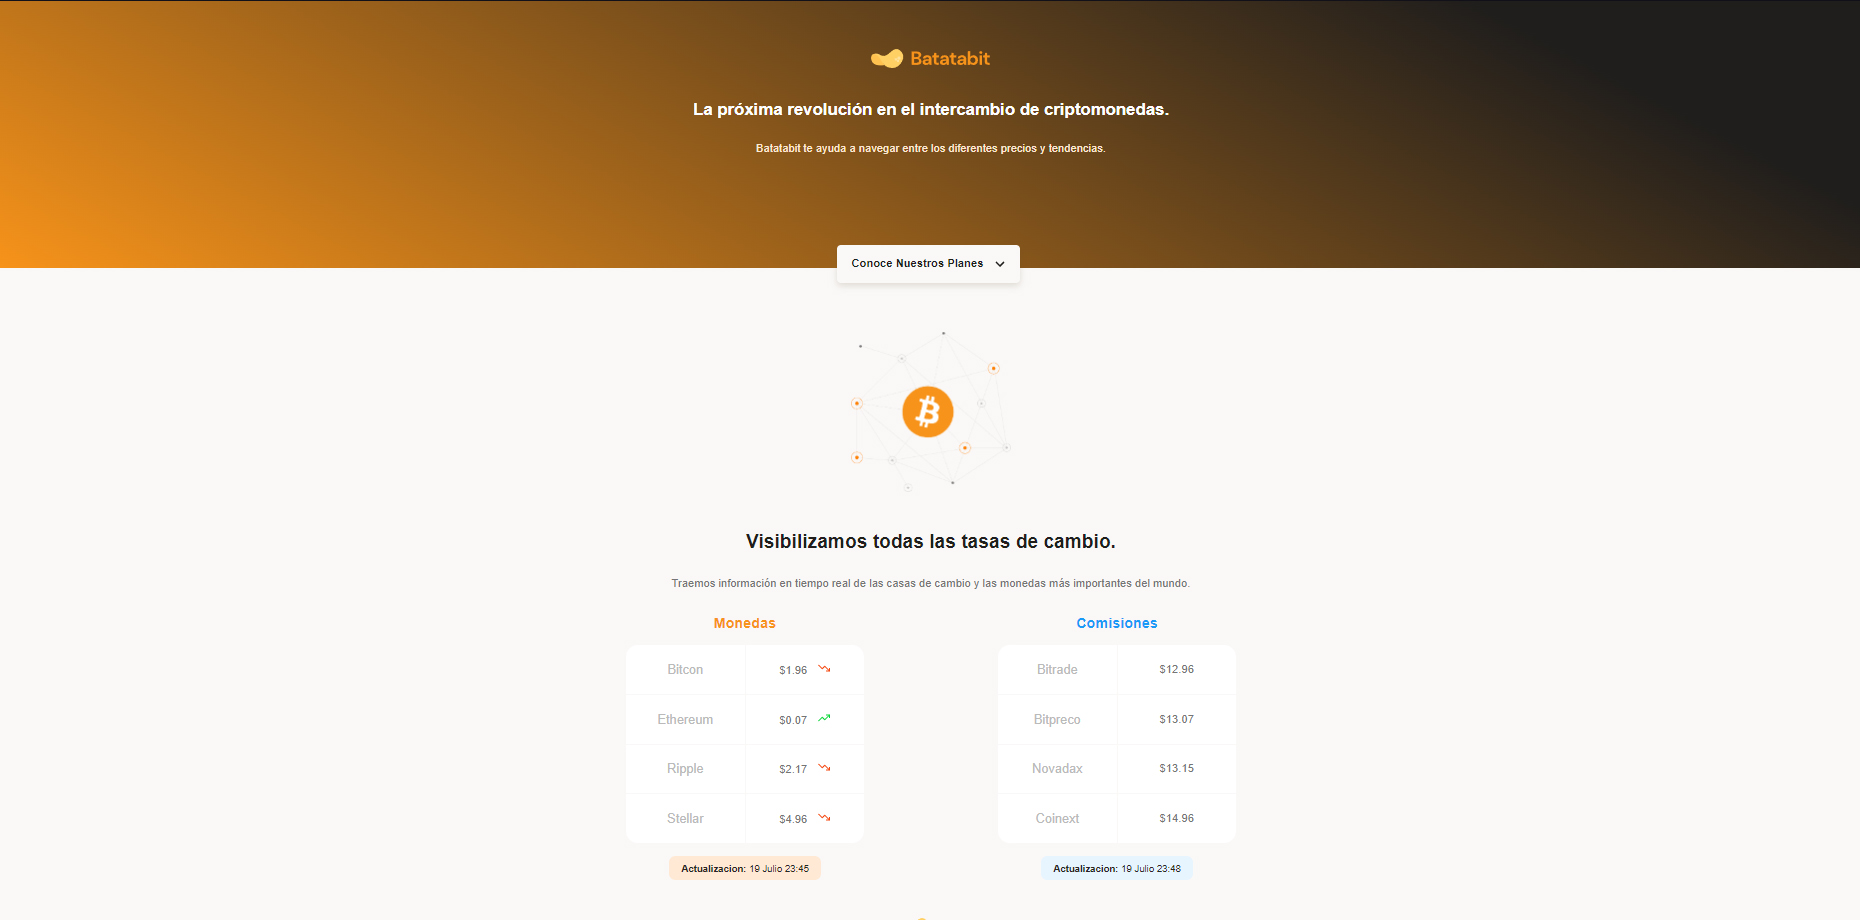 Batatabit
La próxima revolución en el intercambio de criptomonedas.
Batatabit te ayuda a navegar entre los diferentes precios y tendencias.
Conoce Nuestros Planes
Visibilizamos todas las tasas de cambio.
Traemos información en tiempo real de las casas de cambio y las monedas más importantes del mundo.
Monedas
Bitcon $1.96
Ethereum $0.07
Ripple $2.17
Stellar $4.96
Actualizacion: 19 Julio 23:45
Comisiones
Bitrade $12.96
Bitpreco $13.07
Novadax $13.15
Coinext $14.96
Actualizacion: 19 Julio 23:48